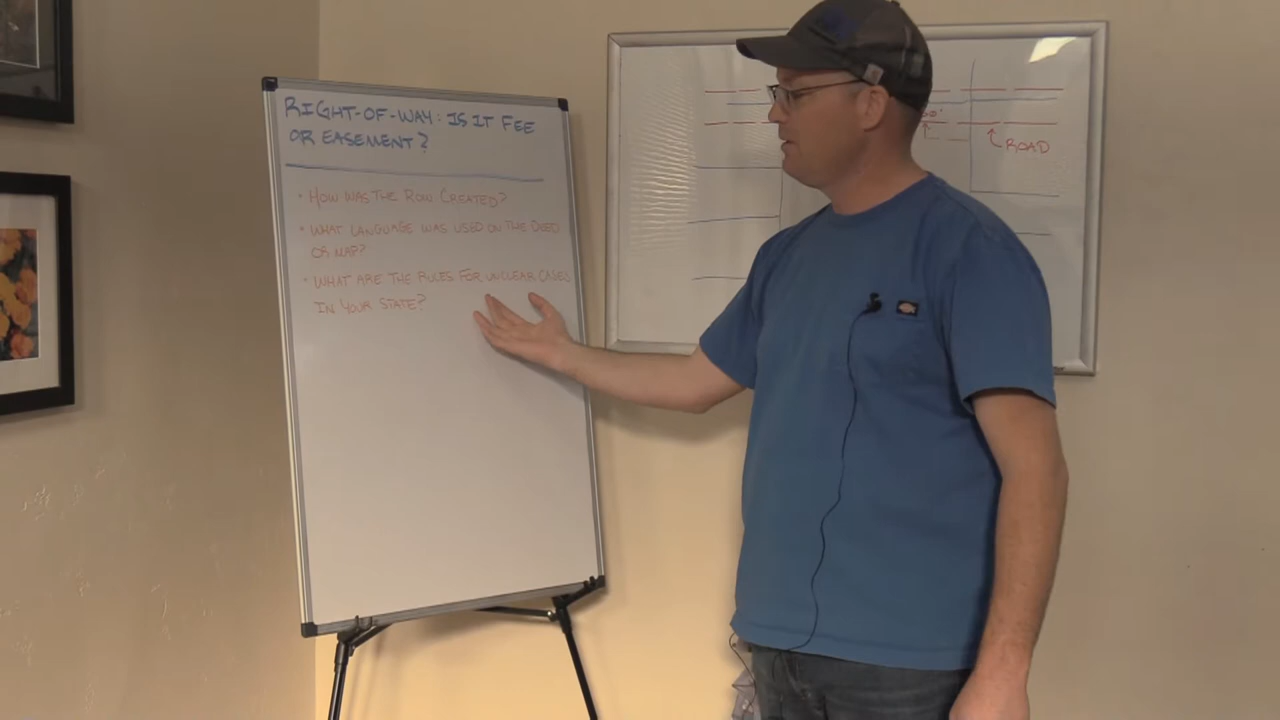 RIGHT-OF-WAY: IS IT FEE
OR EASEMENT?
• HOW WAS THE ROW CREATED?
• WHAT LANGUAGE WAS USED ON THE DEED
OR MAP?
• WHAT ARE THE RULES FOR UNCLEAR CASES
IN YOUR STATE?
ROAD